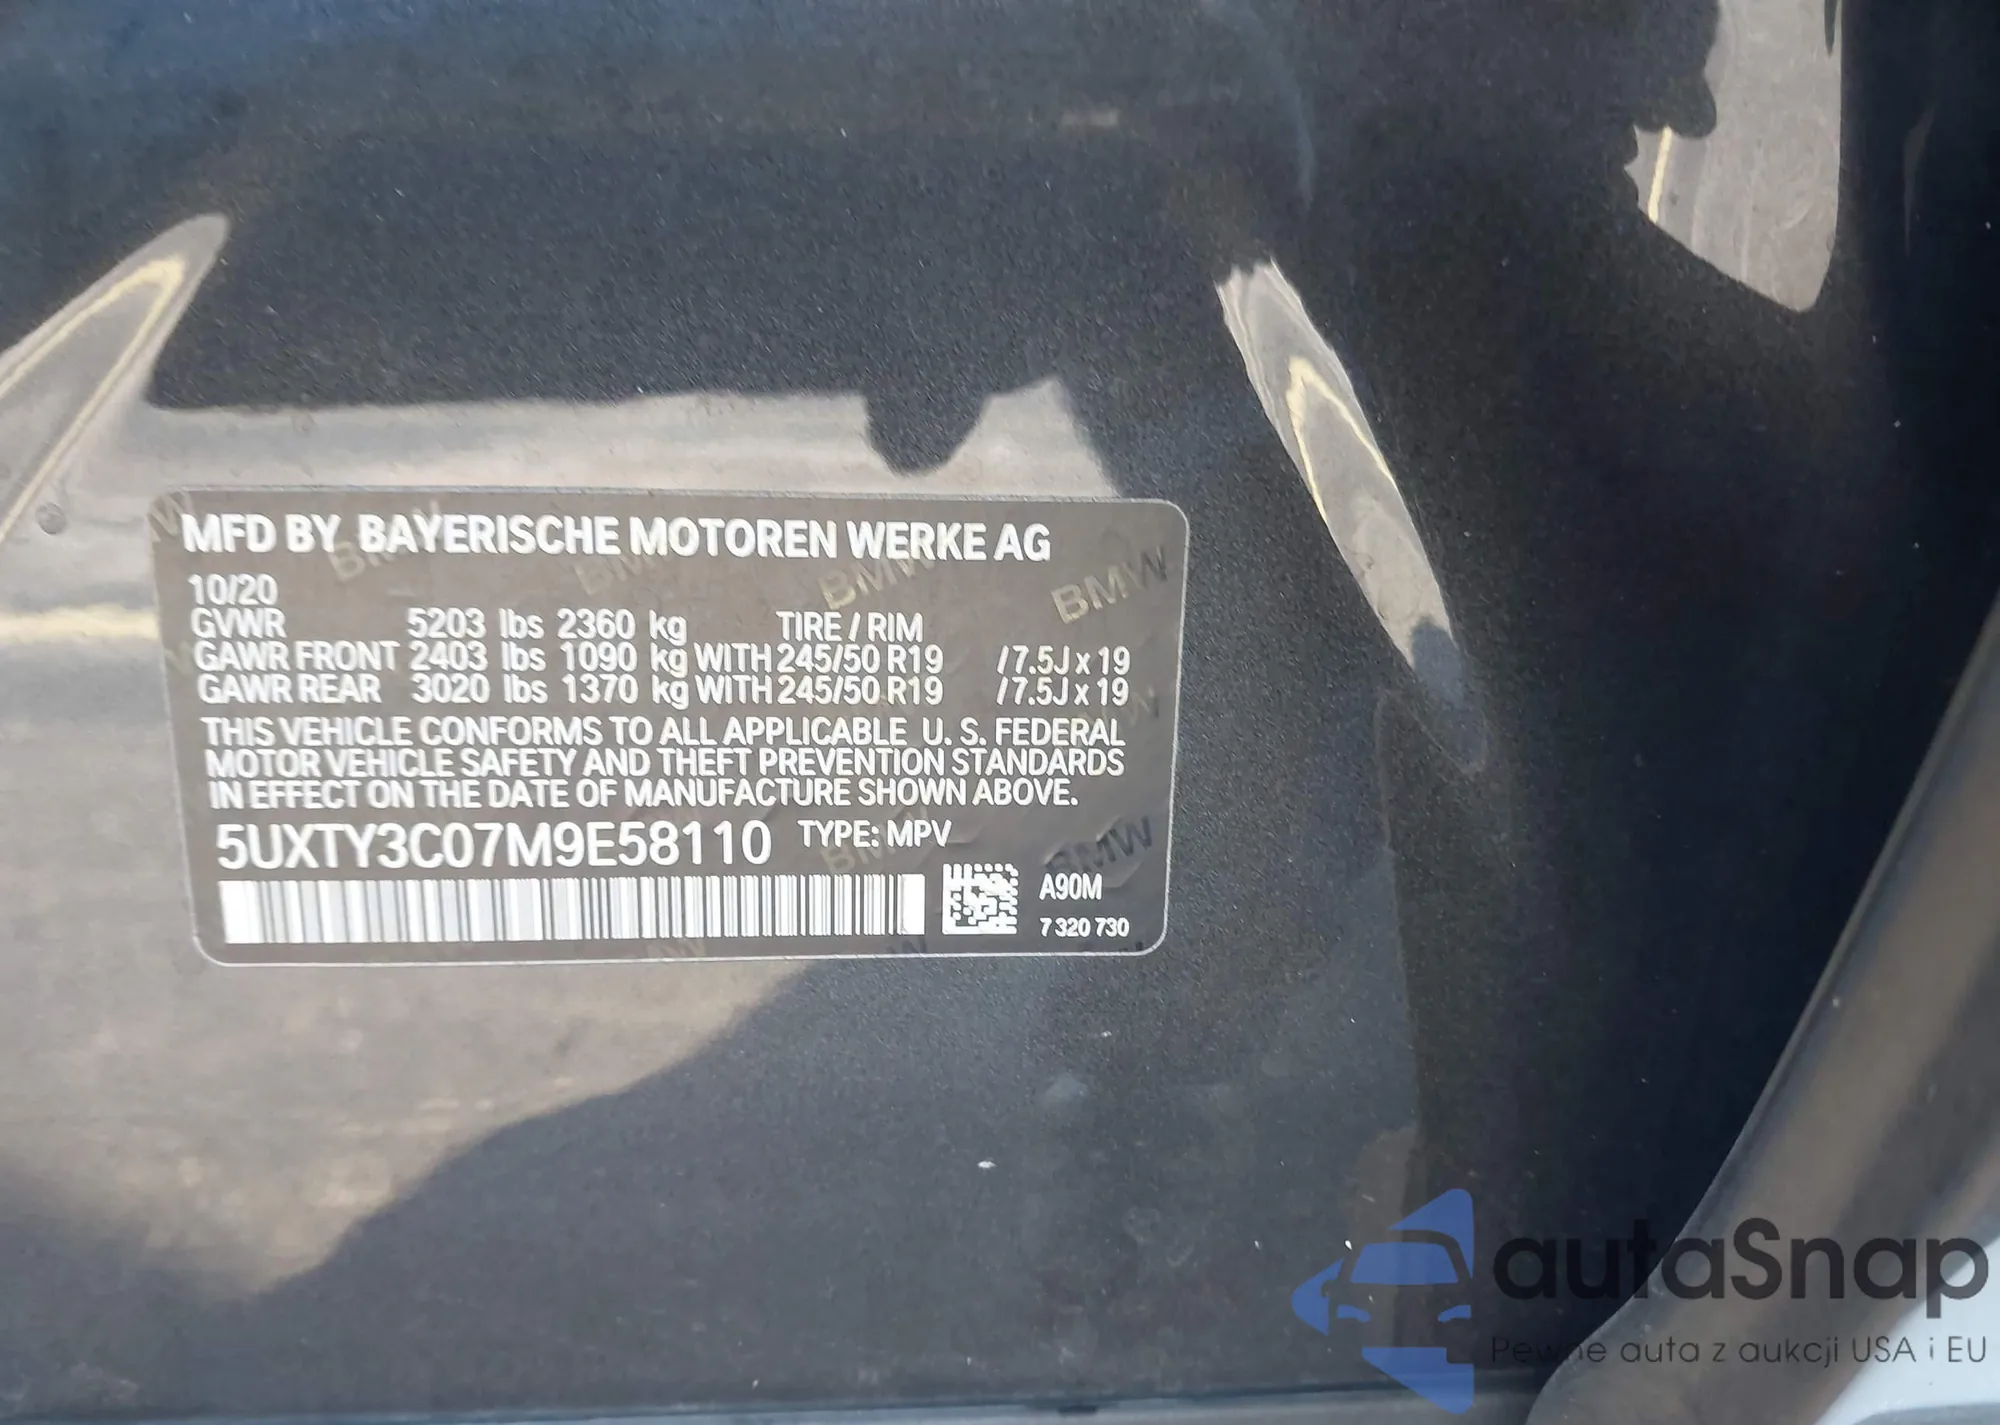 MFD BY BAYERISCHE MOTOREN WERKE AG
10/20
GVWR 5203 lbs 2360 kg TIRE / RIM
GAWR FRONT 2403 lbs 1090 kg WITH 245/50 R19 / 7.5J x 19
GAWR REAR 3020 lbs 1370 kg WITH 245/50 R19 / 7.5J x 19
THIS VEHICLE CONFORMS TO ALL APPLICABLE U. S. FEDERAL
MOTOR VEHICLE SAFETY AND THEFT PREVENTION STANDARDS
IN EFFECT ON THE DATE OF MANUFACTURE SHOWN ABOVE.
5UXTY3C07M9E58110 TYPE: MPV
A90M
7 320 730
autaSnap
Pewne auta z aukcji USA i EU